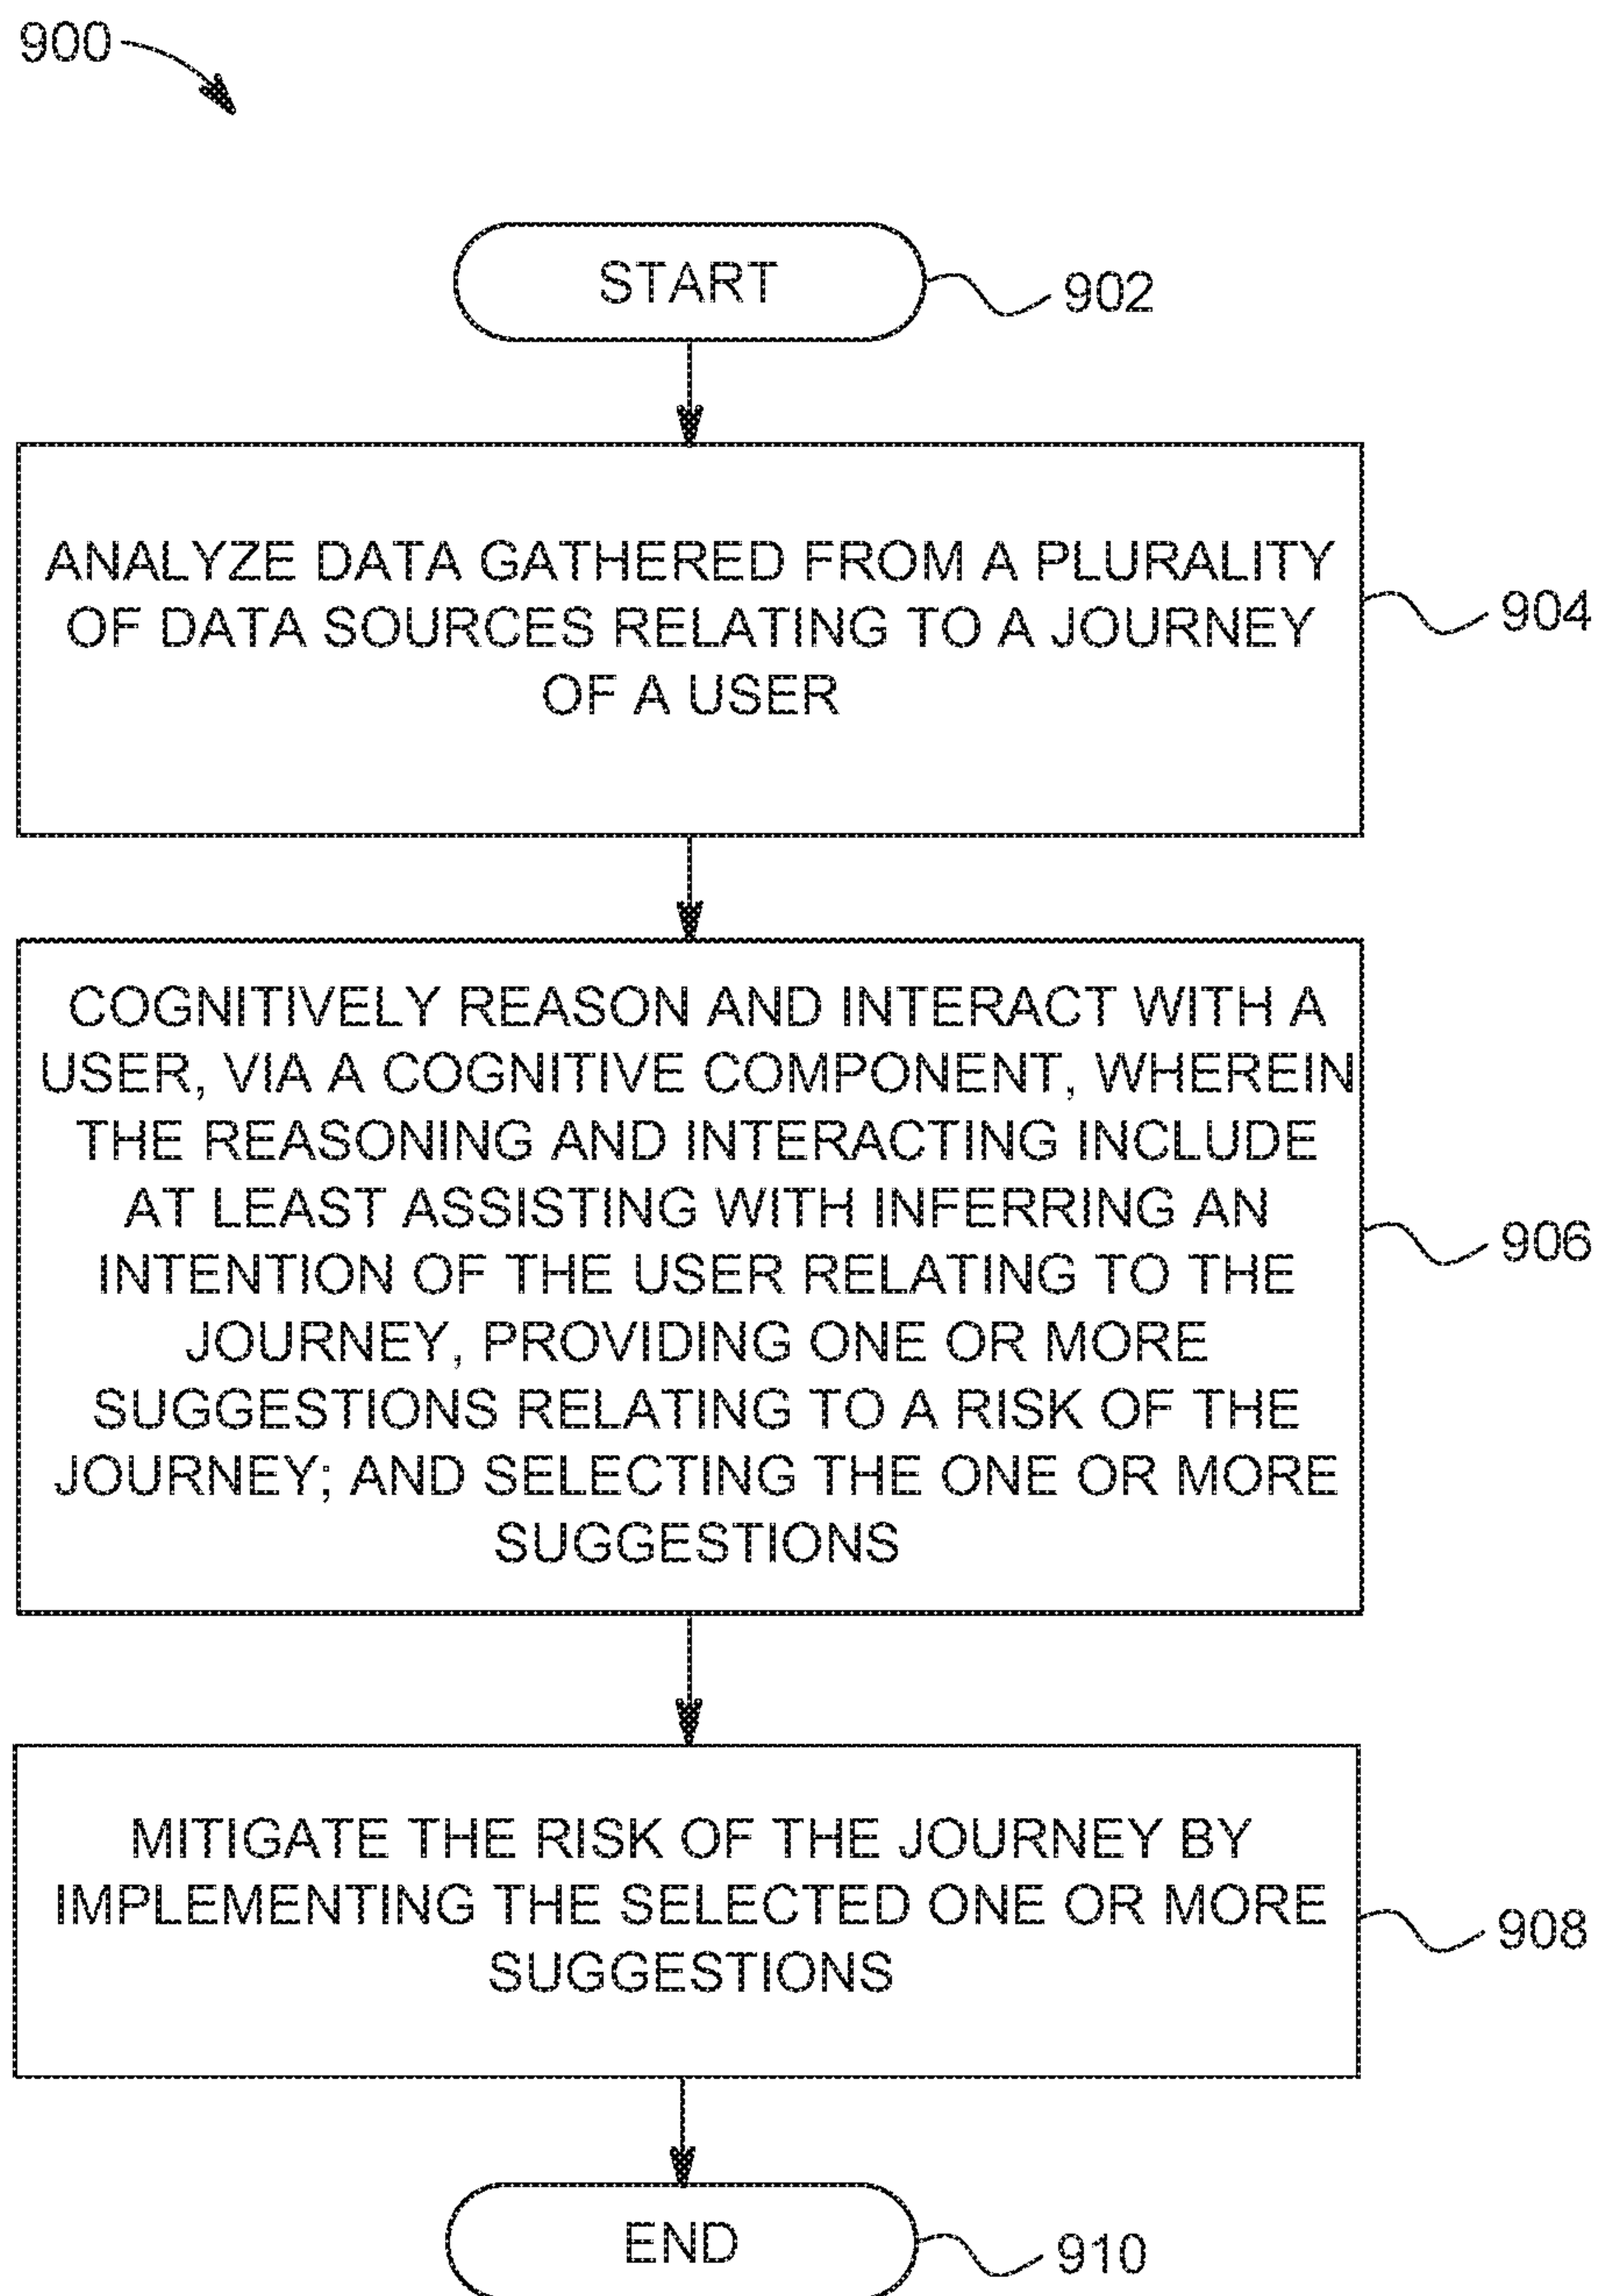 900
START
902
ANALYZE DATA GATHERED FROM A PLURALITY
OF DATA SOURCES RELATING TO A JOURNEY
OF A USER
904
COGNITIVELY REASON AND INTERACT WITH A
USER, VIA A COGNITIVE COMPONENT, WHEREIN
THE REASONING AND INTERACTING INCLUDE
AT LEAST ASSISTING WITH INFERRING AN
INTENTION OF THE USER RELATING TO THE
JOURNEY, PROVIDING ONE OR MORE
SUGGESTIONS RELATING TO A RISK OF THE
JOURNEY; AND SELECTING THE ONE OR MORE
SUGGESTIONS
906
MITIGATE THE RISK OF THE JOURNEY BY
IMPLEMENTING THE SELECTED ONE OR MORE
SUGGESTIONS
908
END
910